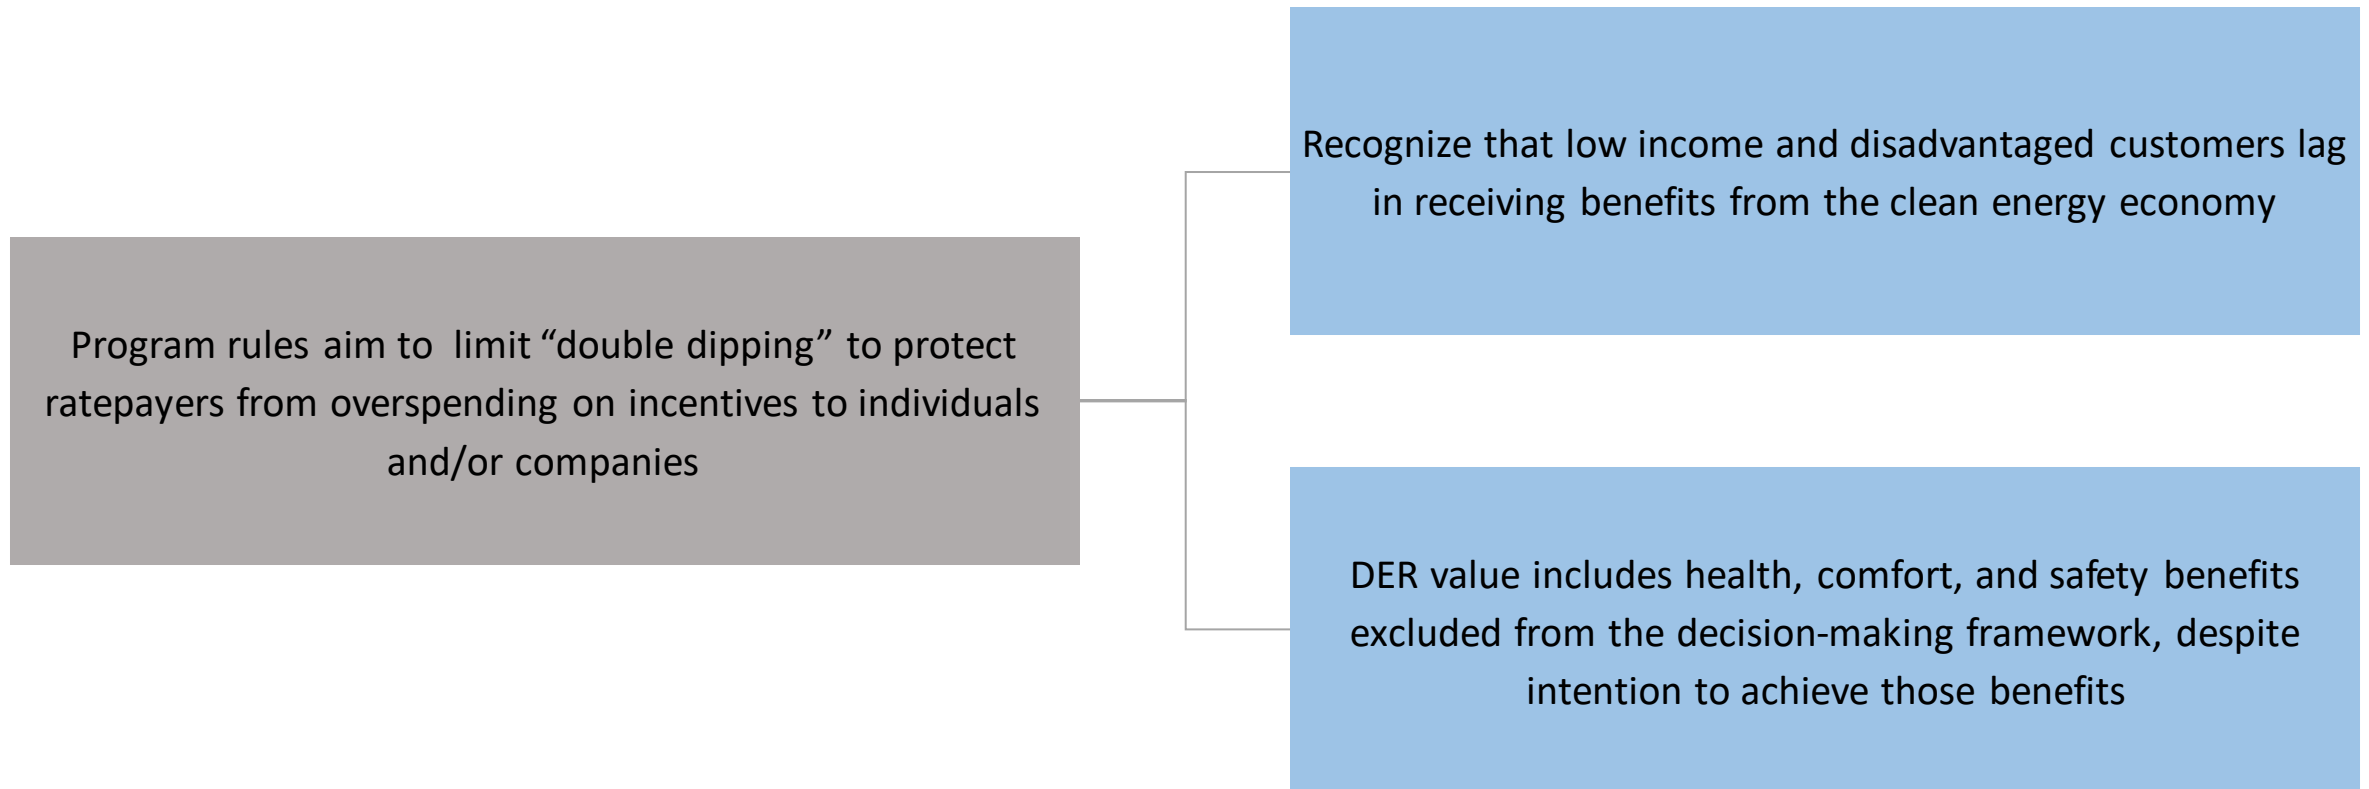 Program rules aim to limit “double dipping” to protect
ratepayers from overspending on incentives to individuals
and/or companies
Recognize that low income and disadvantaged customers lag
in receiving benefits from the clean energy economy
DER value includes health, comfort, and safety benefits
excluded from the decision-making framework, despite
intention to achieve those benefits